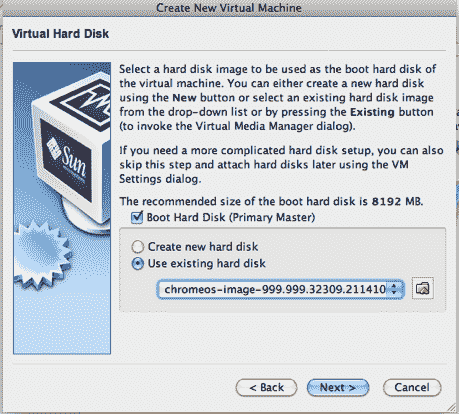 Create New Virtual Machine
Virtual Hard Disk
Select a hard disk image to be used as the boot hard disk of
the virtual machine. You can either create a new hard disk
using the New button or select an existing hard disk image
from the drop-down list or by pressing the Existing button
(to invoke the Virtual Media Manager dialog).
If you need a more complicated hard disk setup, you can also
skip this step and attach hard disks later using the VM
Settings dialog.
The recommended size of the boot hard disk is 8192 MB.
Boot Hard Disk (Primary Master)
Create new hard disk
Use existing hard disk
chromeos-image-999.999.32309.211410
Sun
< Back
Next >
Cancel